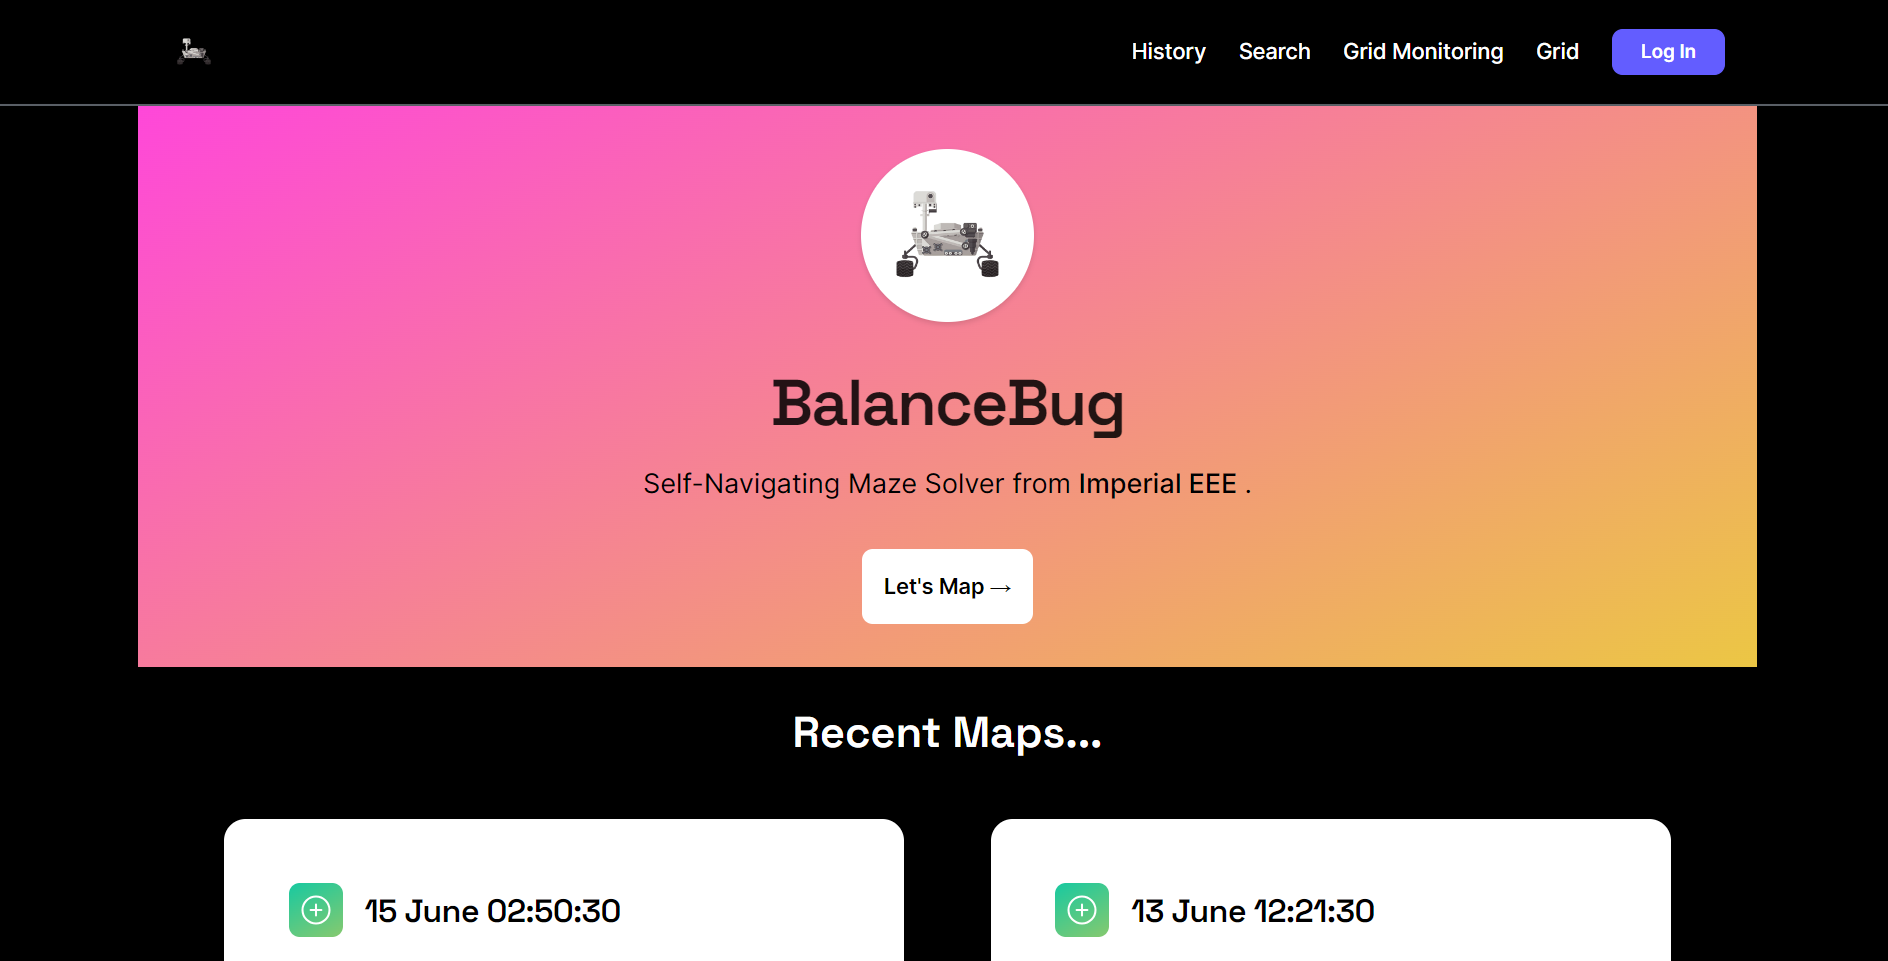 History Search Grid Monitoring Grid Log In
BalanceBug
Self-Navigating Maze Solver from Imperial EEE .
Let's Map →
Recent Maps...
15 June 02:50:30
13 June 12:21:30